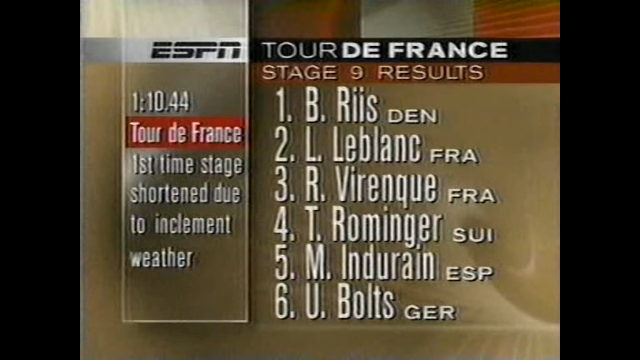 ESPN
TOUR DE FRANCE
STAGE 9 RESULTS
1:10.44
Tour de France
1st time stage
shortened due
to inclement
weather
1. B. Riis DEN
2. L. Leblanc FRA
3. R. Virenque FRA
4. T. Rominger SUI
5. M. Indurain ESP
6. U. Bolts GER